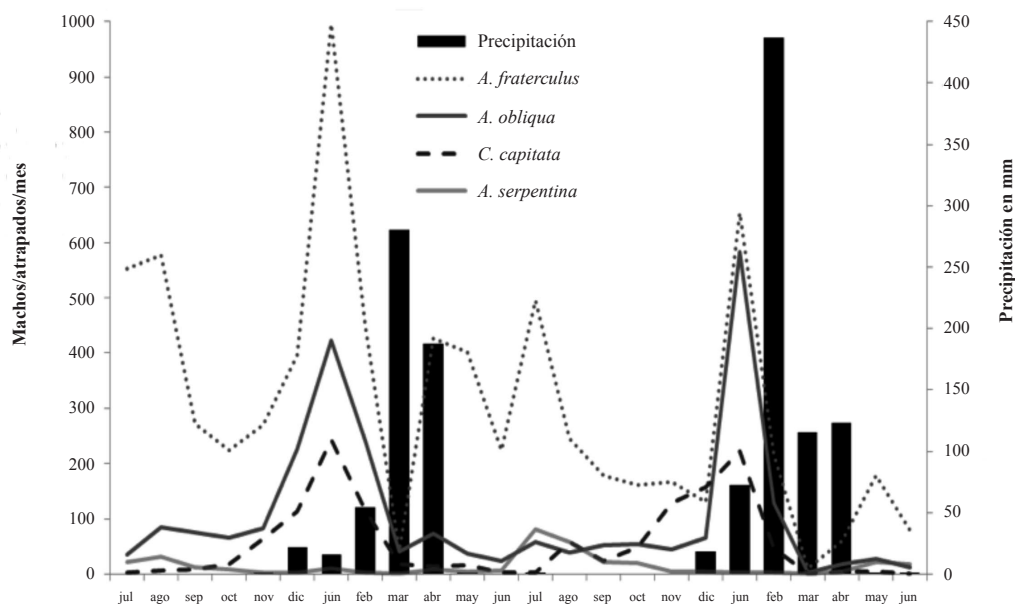 1000
900
800
700
600
500
400
300
200
100
0
Machos/atrapados/mes
Precipitación
A. fraterculus
A. obliqua
C. capitata
A. serpentina
450
400
350
300
250
200
150
100
50
0
Precipitación en mm
jul ago sep oct nov dic jun feb mar abr may jun jul ago sep oct nov dic jun feb mar abr may jun